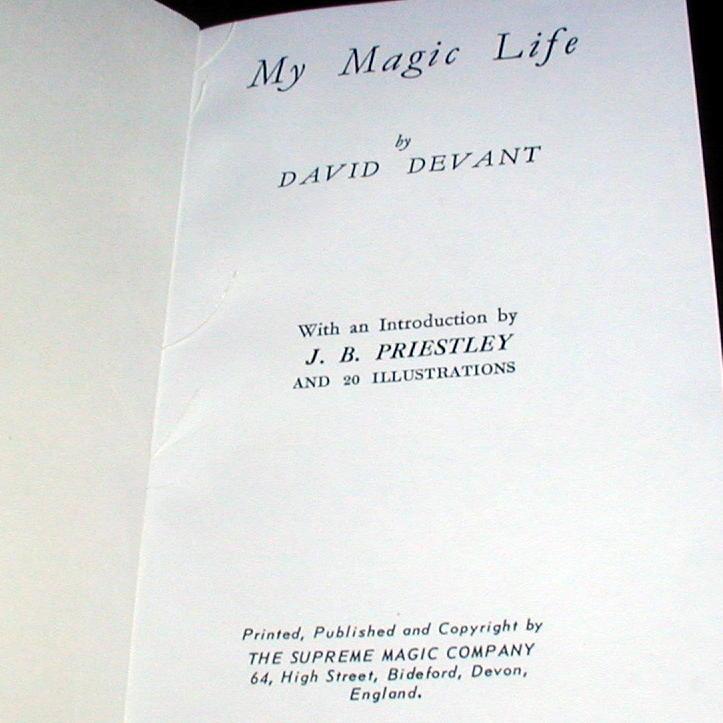 My Magic Life
by
DAVID DEVANT
With an Introduction by
J. B. PRIESTLEY
AND 20 ILLUSTRATIONS
Printed, Published and Copyright by
THE SUPREME MAGIC COMPANY
64, High Street, Bideford, Devon,
England.